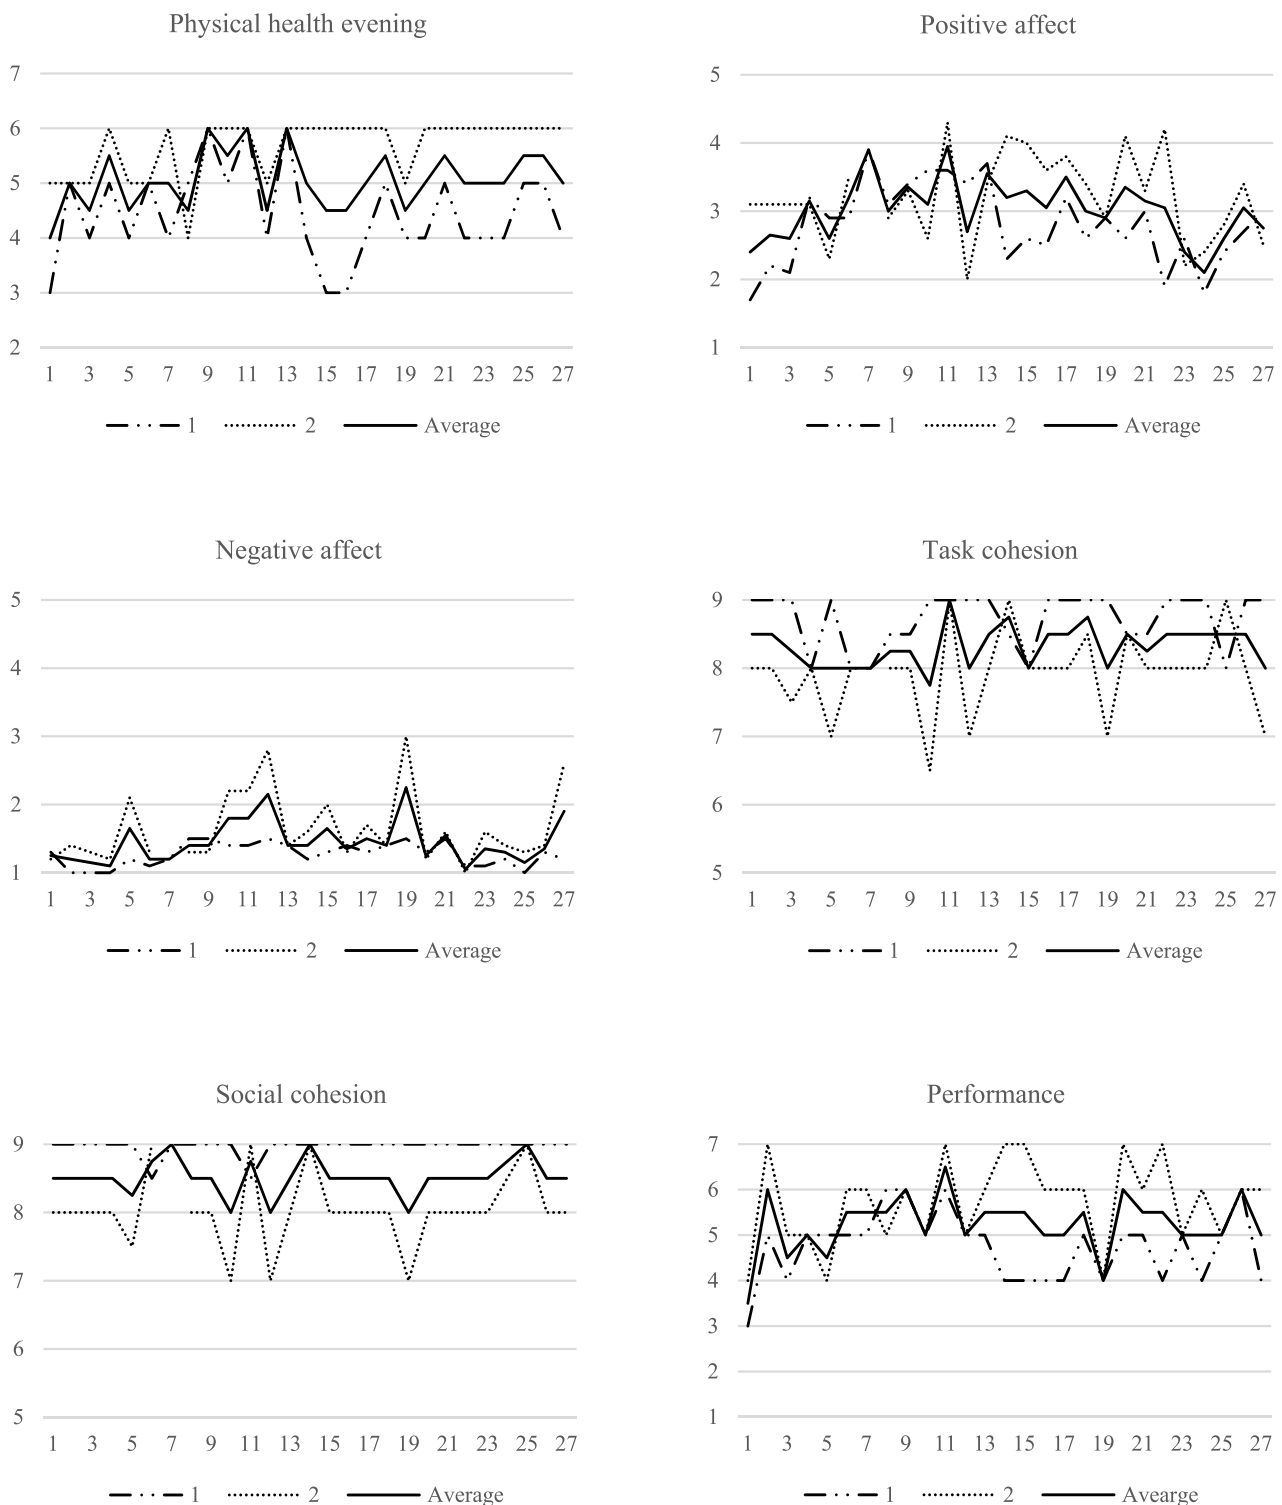 Physical health evening
7
6
5
4
3
2
1 3 5 7 9 11 13 15 17 19 21 23 25 27
1 2 Average
Positive affect
5
4
3
2
1
1 3 5 7 9 11 13 15 17 19 21 23 25 27
1 2 Average
Negative affect
5
4
3
2
1
1 3 5 7 9 11 13 15 17 19 21 23 25 27
1 2 Average
Task cohesion
9
8
7
6
5
1 3 5 7 9 11 13 15 17 19 21 23 25 27
1 2 Average
Social cohesion
9
8
7
6
5
1 3 5 7 9 11 13 15 17 19 21 23 25 27
1 2 Average
Performance
7
6
5
4
3
2
1
1 3 5 7 9 11 13 15 17 19 21 23 25 27
1 2 Avearge